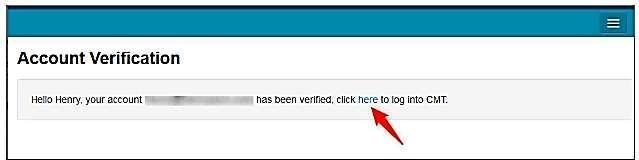 Account Verification
Hello Henry, your account has been verified, click here to log into CMT.